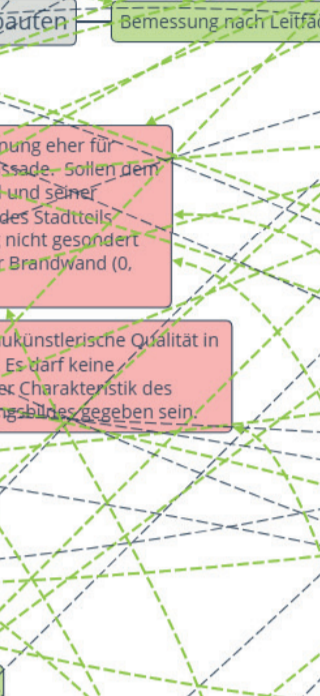 bauten
Bemessung nach Leitfä
nung eher für
ssade. Sollen dem
l und seiner
des Stadtteils
g nicht gesondert
r Brandwand (0,
ukünstlerische Qualität in
Es darf keine
er Charakteristik des
ngsbildes gegeben sein.